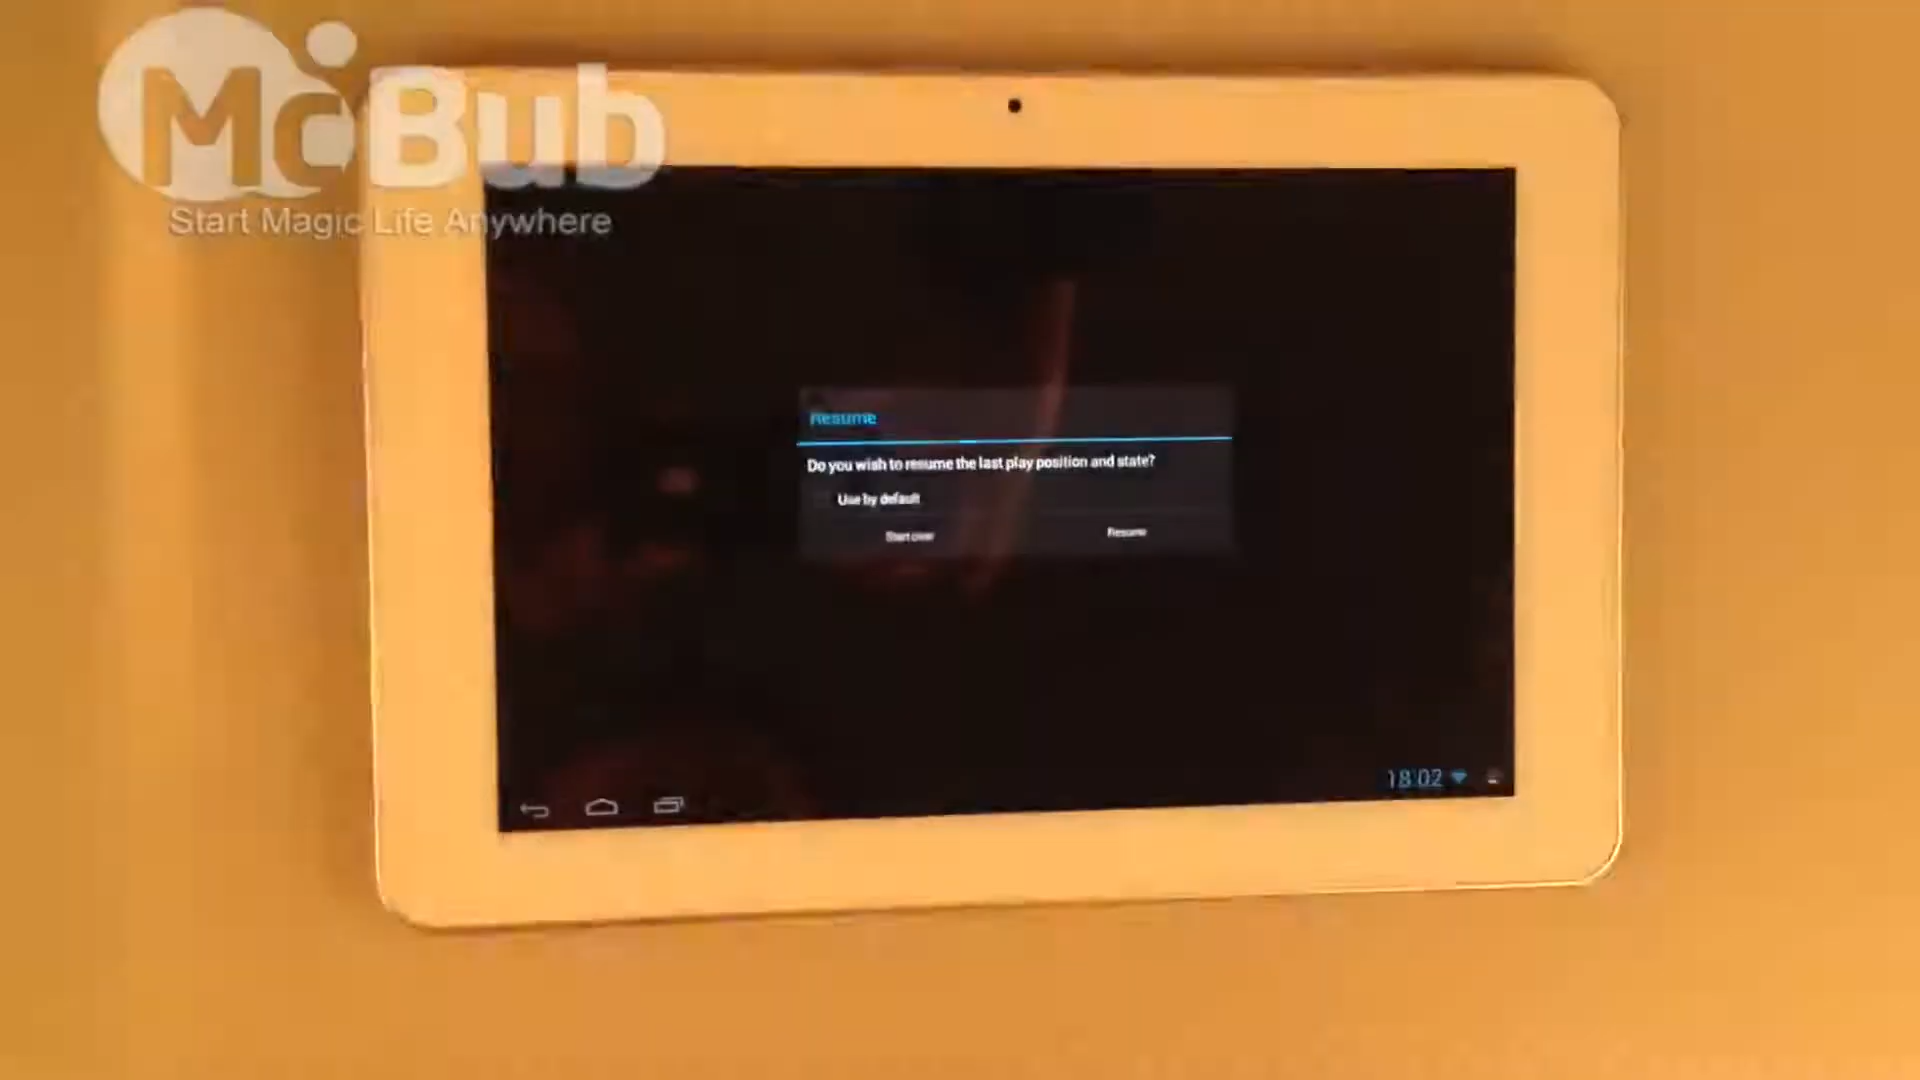 McBub
Start Magic Life Anywhere
Resume
Do you wish to resume the last play position and state?
Use by default
Start over
Resume
18:02